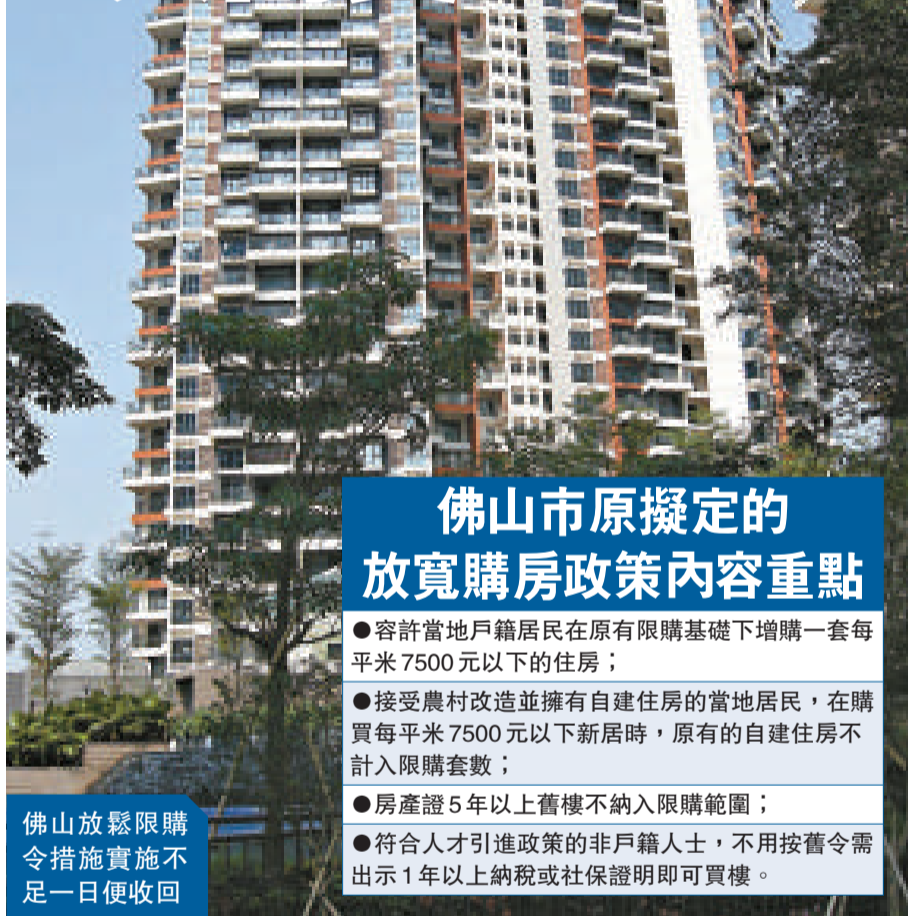 佛山市原擬定的
放寬購房政策內容重點
●容許當地戶籍居民在原有限購基礎下增購一套每
平米7500元以下的住房；
●接受農村改造並擁有自建住房的當地居民，在購
買每平米7500元以下新居時，原有的自建住房不
計入限購套數；
●房產證5年以上舊樓不納入限購範圍；
●符合人才引進政策的非戶籍人士，不用按舊令需
出示1年以上納稅或社保證明即可買樓。
佛山放鬆限購
令措施實施不
足一日便收回